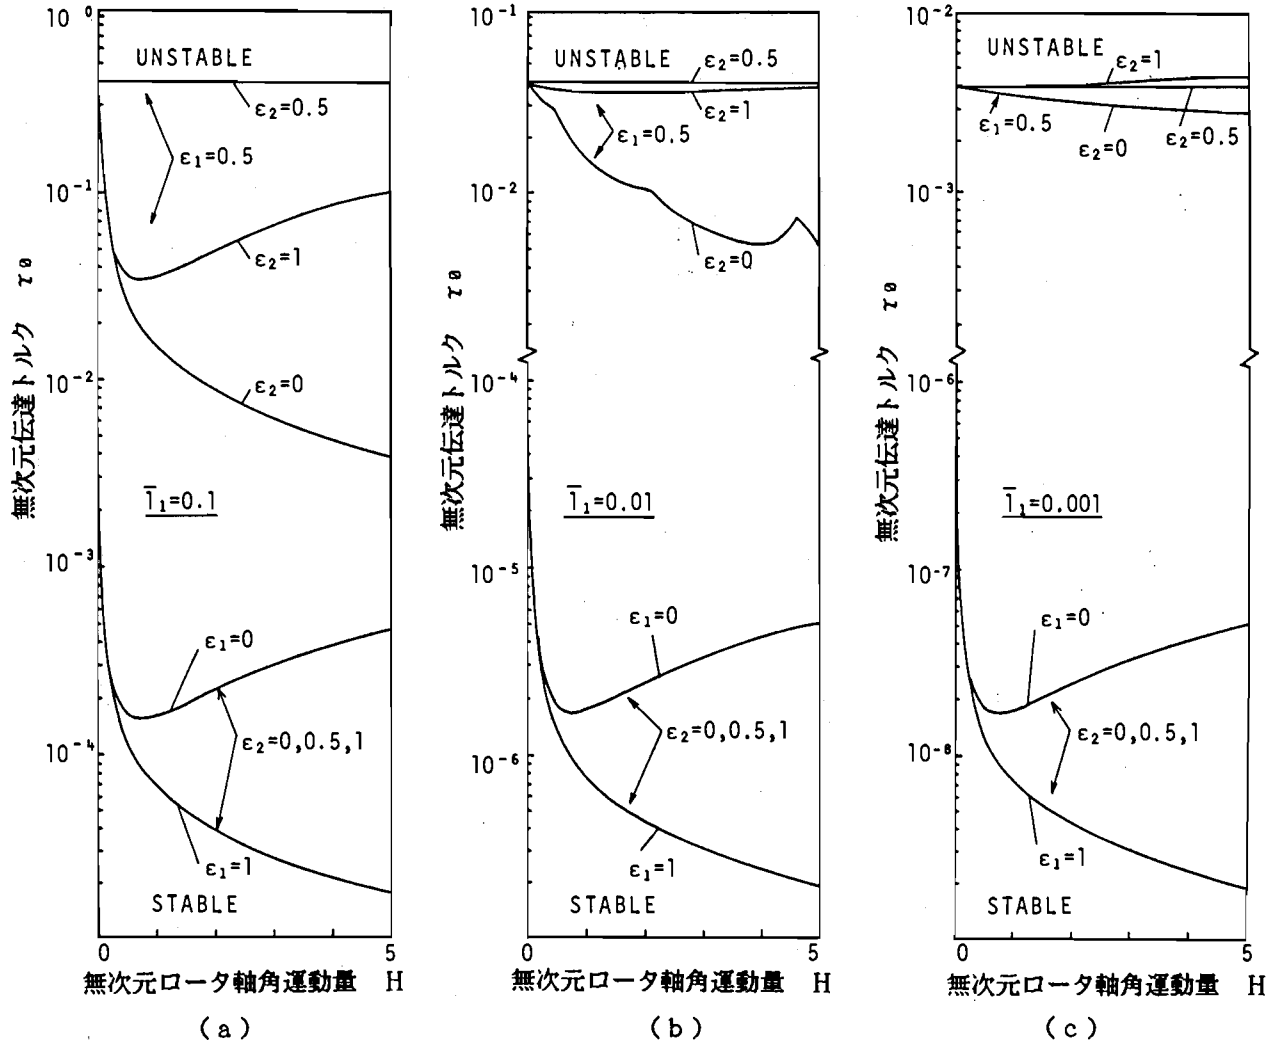 10⁰
UNSTABLE
ε₂=0.5
ε₁=0.5
10⁻¹
ε₂=1
10⁻²
ε₂=0
l̄₁=0.1
10⁻³
ε₁=0
ε₂=0,0.5,1
10⁻⁴
ε₁=1
STABLE
0
5
無次元伝達トルク τ₀
無次元ロータ軸角運動量 H
(a)
10⁻¹
UNSTABLE
ε₂=0.5
ε₂=1
ε₁=0.5
10⁻²
ε₂=0
10⁻⁴
l̄₁=0.01
10⁻⁵
ε₁=0
ε₂=0,0.5,1
10⁻⁶
ε₁=1
STABLE
0
5
無次元伝達トルク τ₀
無次元ロータ軸角運動量 H
(b)
10⁻²
UNSTABLE
ε₂=1
ε₁=0.5
ε₂=0.5
ε₂=0
10⁻³
10⁻⁶
l̄₁=0.001
10⁻⁷
ε₁=0
ε₂=0,0.5,1
10⁻⁸
ε₁=1
STABLE
0
5
無次元伝達トルク τ₀
無次元ロータ軸角運動量 H
(c)